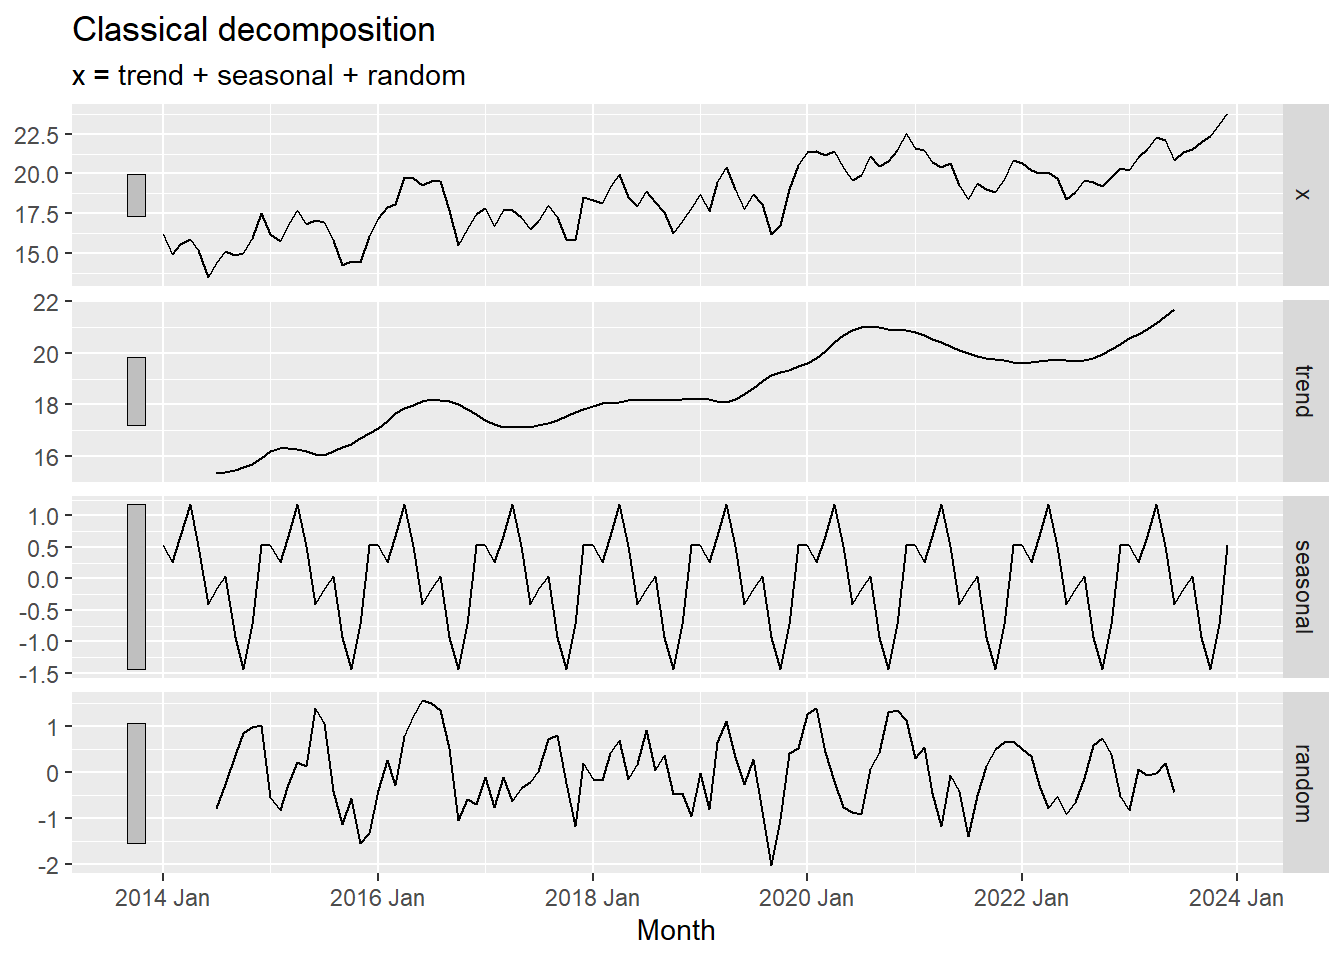 Classical decomposition
x = trend + seasonal + random
22.5
20.0
17.5
15.0
x
22
20
18
16
trend
1.0
0.5
0.0
-0.5
-1.0
-1.5
seasonal
1
0
-1
-2
random
2014 Jan 2016 Jan 2018 Jan 2020 Jan 2022 Jan 2024 Jan
Month